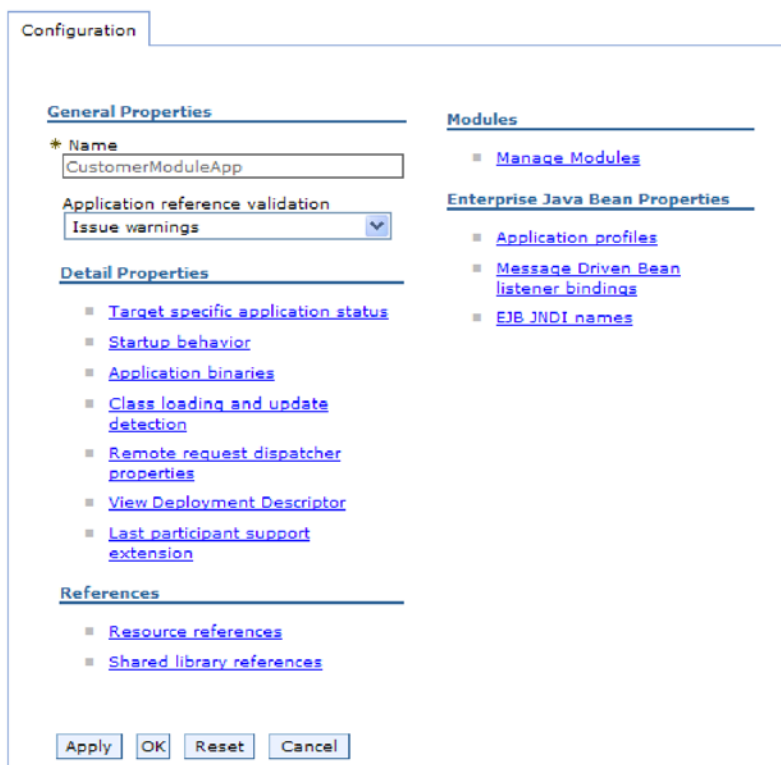 Configuration
General Properties
* Name
CustomerModuleApp
Application reference validation
Issue warnings
Detail Properties
Target specific application status
Startup behavior
Application binaries
Class loading and update
detection
Remote request dispatcher
properties
View Deployment Descriptor
Last participant support
extension
References
Resource references
Shared library references
Modules
Manage Modules
Enterprise Java Bean Properties
Application profiles
Message Driven Bean
listener bindings
EJB JNDI names
Apply OK Reset Cancel